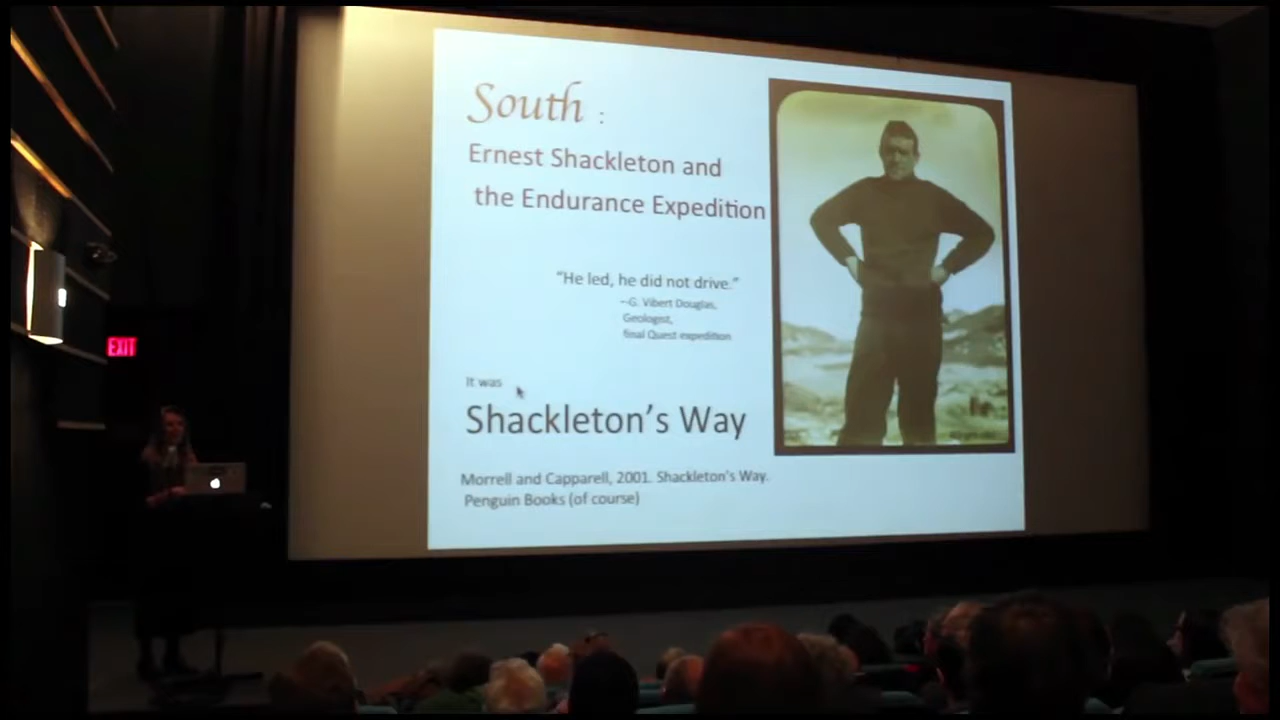 South :
Ernest Shackleton and
the Endurance Expedition
"He led, he did not drive."
--G. Vibert Douglas,
Geologist,
final Quest expedition
It was
Shackleton's Way
Morrell and Capparell, 2001. Shackleton's Way.
Penguin Books (of course)
EXIT